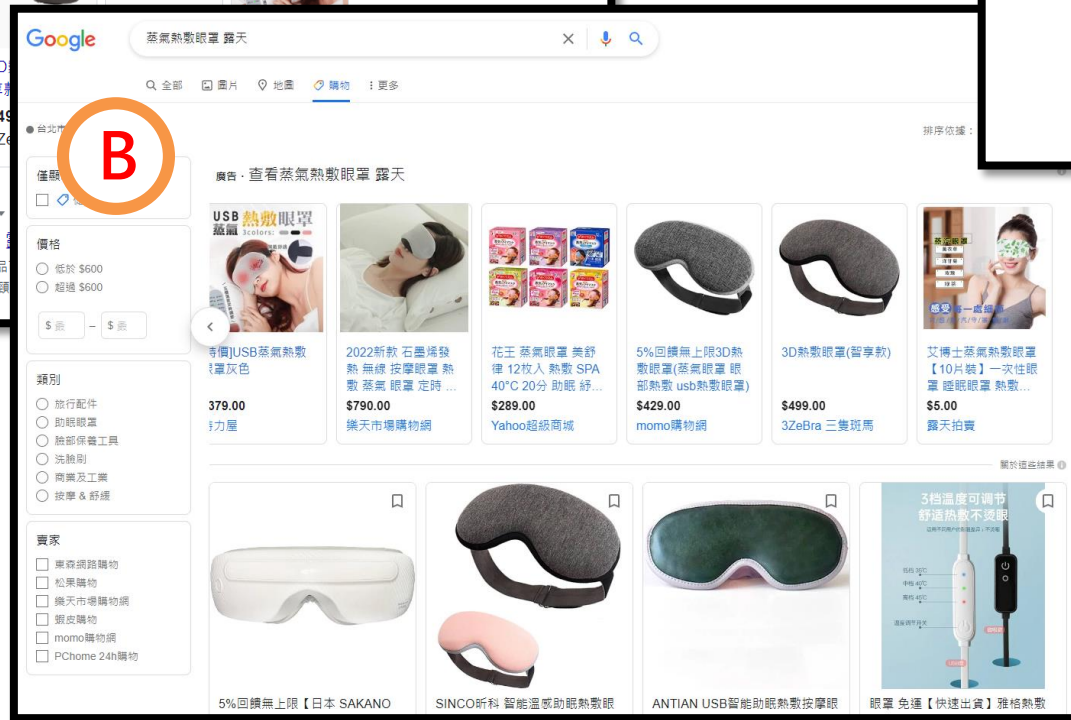 Google
蒸氣熱敷眼罩 露天
全部 圖片 地圖 購物 更多
台北市
排序依據：
B
僅顯
價格
低於 $600
超過 $600
$ – $
類別
旅行配件
助眠眼罩
臉部保養工具
洗臉刷
商業及工業
按摩 & 舒緩
賣家
東森網路購物
松果購物
樂天市場購物網
蝦皮購物
momo購物網
PChome 24h購物
廣告 · 查看蒸氣熱敷眼罩 露天
USB 熱敷眼罩
蒸氣 3colors:
]USB蒸氣熱敷
眼罩灰色
379.00
力屋
2022新款 石墨烯發
熱 無線 按摩眼罩 熱
敷 蒸氣 眼罩 定時 ...
$790.00
樂天市場購物網
花王 蒸氣眼罩 美舒
律 12枚入 熱敷 SPA
40°C 20分 助眠 紓...
$289.00
Yahoo超級商城
5%回饋無上限3D熱
敷眼罩(蒸氣眼罩 眼
部熱敷 usb熱敷眼罩)
$429.00
momo購物網
3D熱敷眼罩(智享款)
$499.00
3ZeBra 三隻斑馬
蒸氣眼罩
感受每一處細節
艾博士蒸氣熱敷眼罩
【10片裝】一次性眼
罩 睡眠眼罩 熱敷...
$5.00
露天拍賣
關於這些結果
5%回饋無上限【日本 SAKANO
SINCO昕科 智能溫感助眠熱敷眼
ANTIAN USB智能助眠熱敷按摩眼
3档温度可调节
舒适热敷不烫眼
眼罩 免運【快速出貨】雅格熱敷